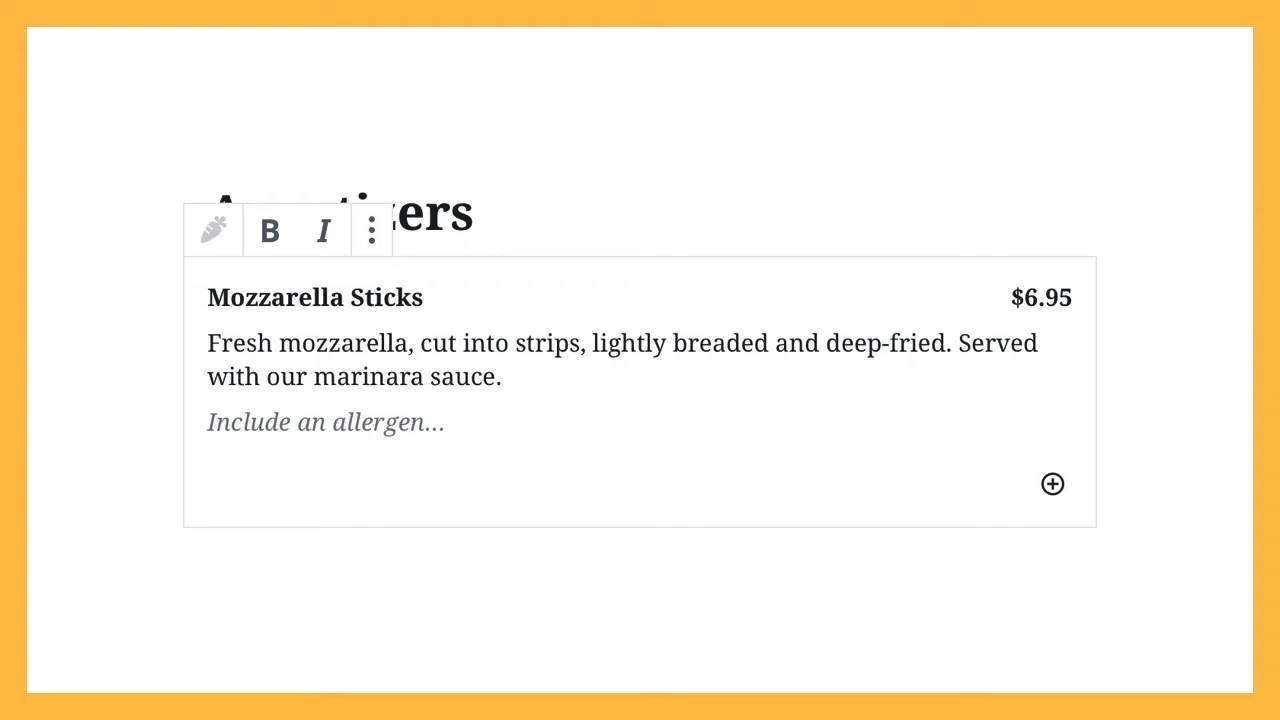 Appetizers
B I
Mozzarella Sticks $6.95
Fresh mozzarella, cut into strips, lightly breaded and deep-fried. Served
with our marinara sauce.
Include an allergen...